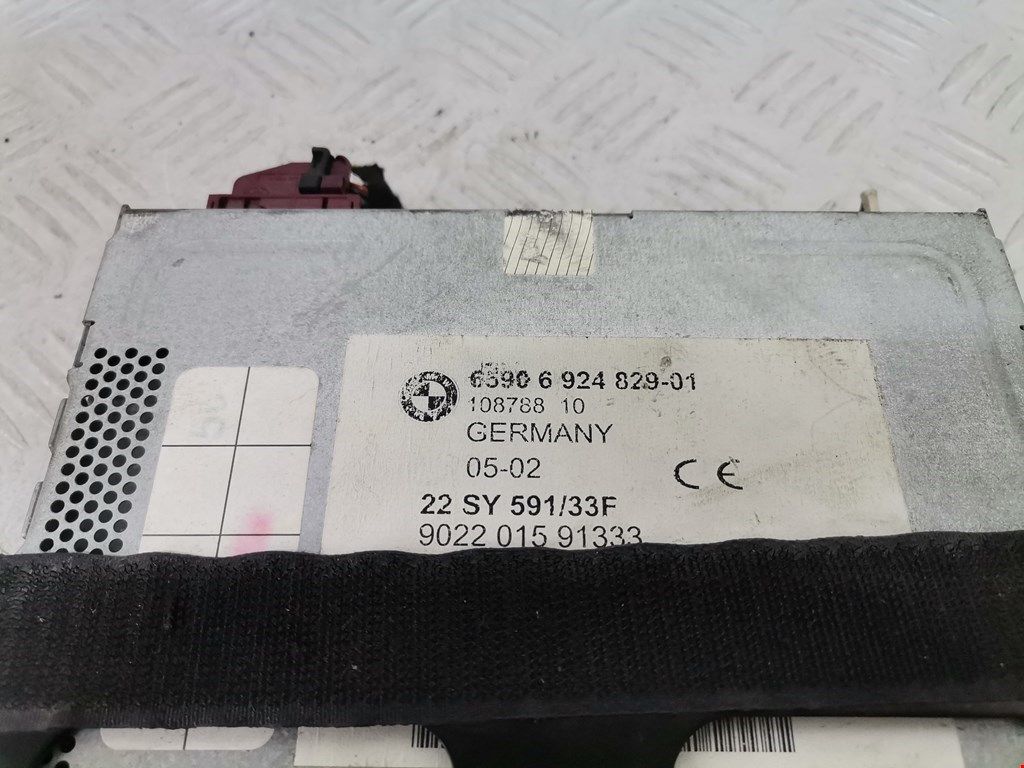 6590 6 924 829-01
108788 10
GERMANY
05-02
CE
22 SY 591/33F
9022 015 91333